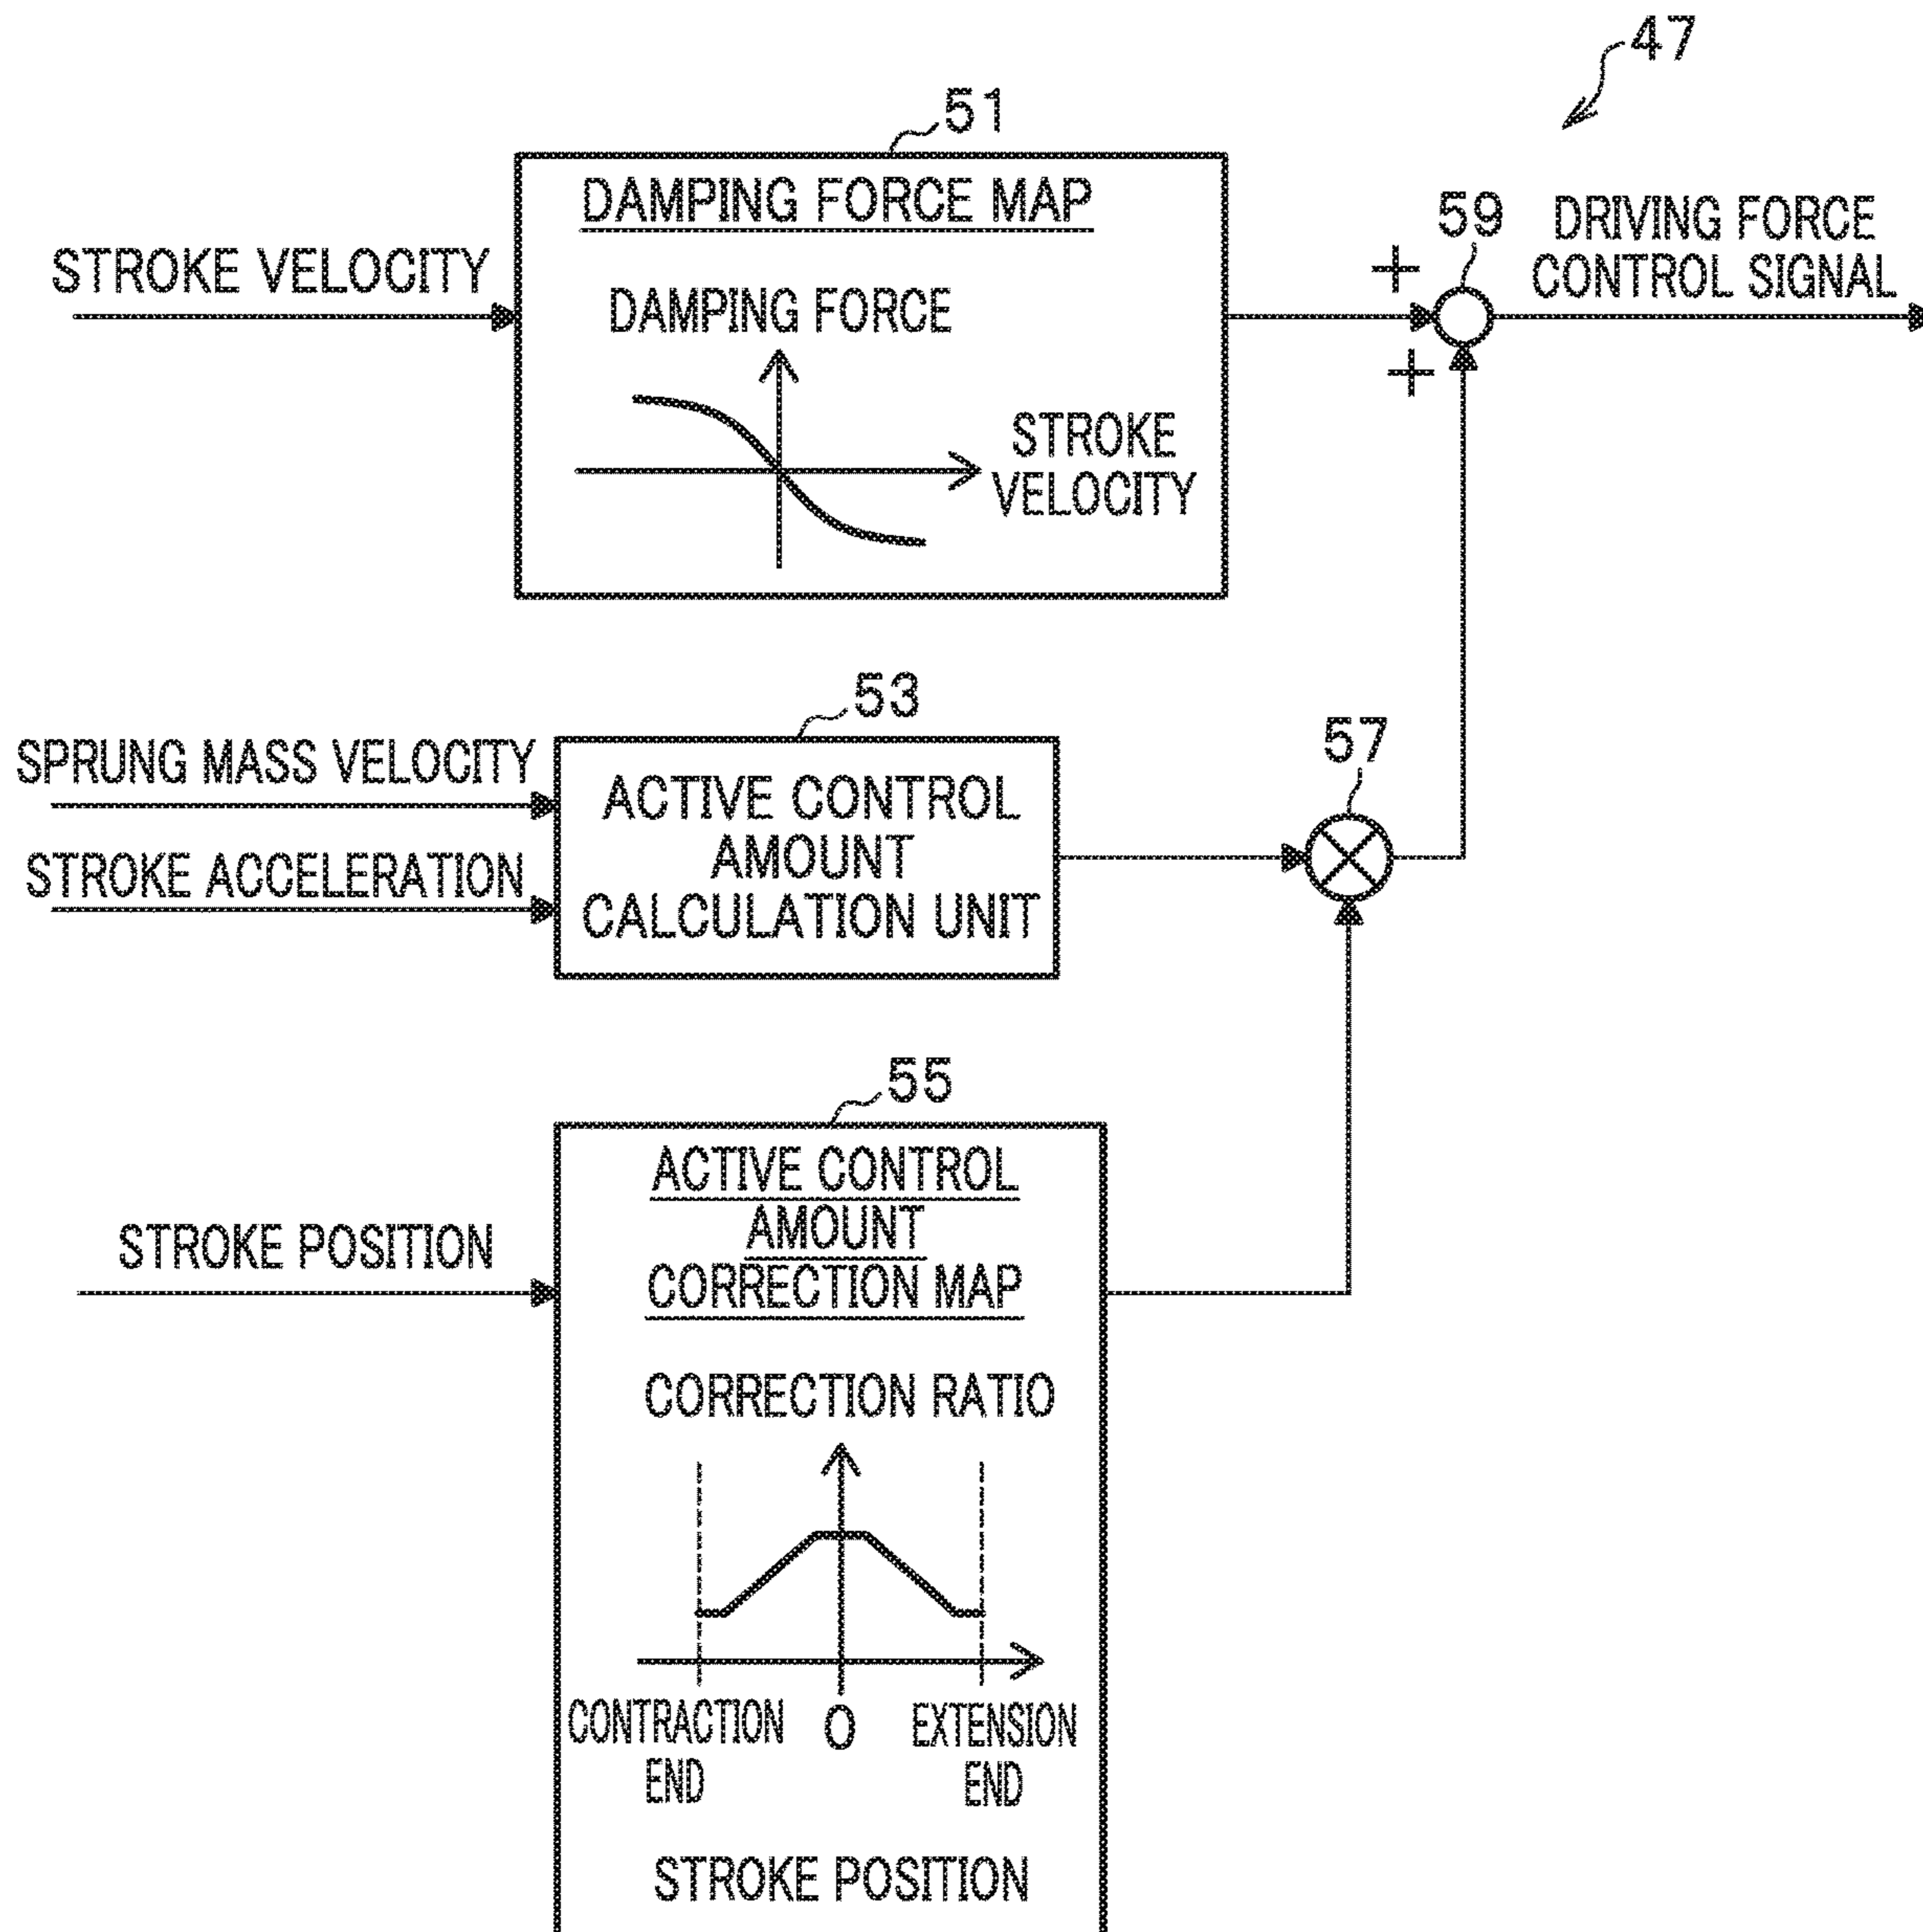 47
51
DAMPING FORCE MAP
STROKE VELOCITY
DAMPING FORCE
STROKE
VELOCITY
59
DRIVING FORCE
CONTROL SIGNAL
+
+
53
SPRUNG MASS VELOCITY
STROKE ACCELERATION
ACTIVE CONTROL
AMOUNT
CALCULATION UNIT
57
55
STROKE POSITION
ACTIVE CONTROL
AMOUNT
CORRECTION MAP
CORRECTION RATIO
CONTRACTION
END
0
EXTENSION
END
STROKE POSITION